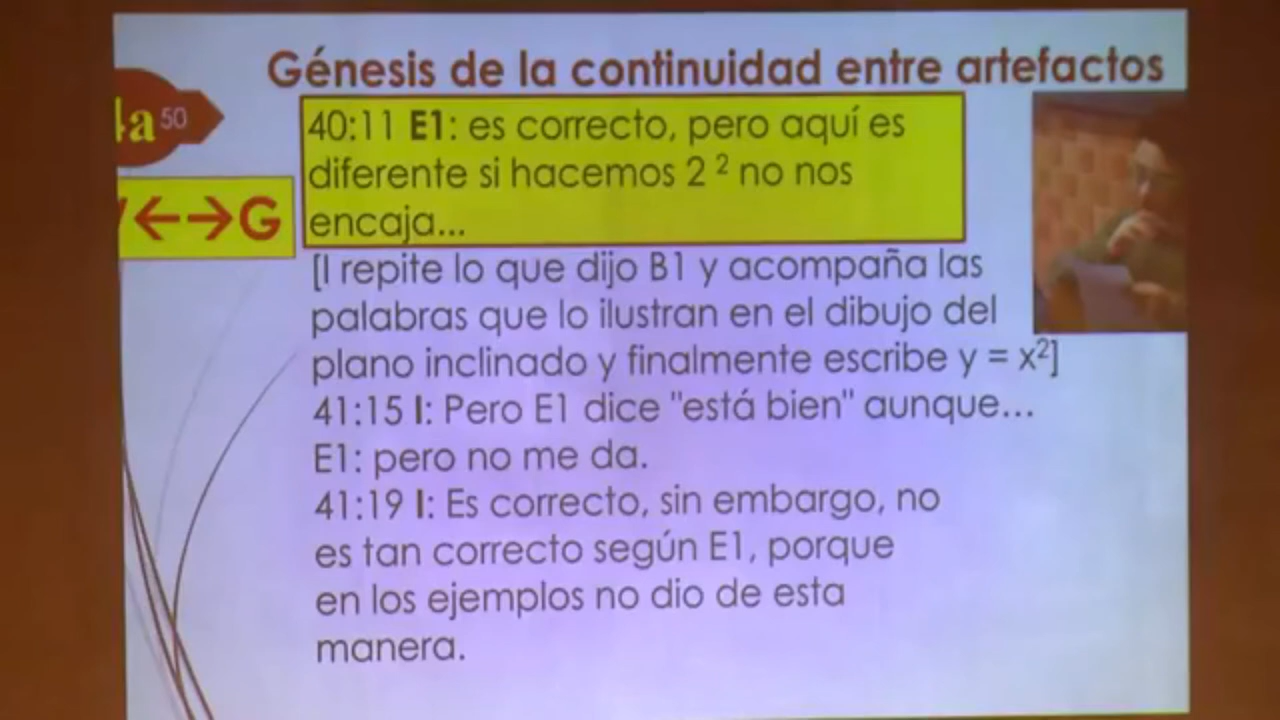 Génesis de la continuidad entre artefactos
4a 50
←→G
40:11 E1: es correcto, pero aquí es
diferente si hacemos 2 ² no nos
encaja...
[I repite lo que dijo B1 y acompaña las
palabras que lo ilustran en el dibujo del
plano inclinado y finalmente escribe y = x²]
41:15 I: Pero E1 dice "está bien" aunque...
E1: pero no me da.
41:19 I: Es correcto, sin embargo, no
es tan correcto según E1, porque
en los ejemplos no dio de esta
manera.